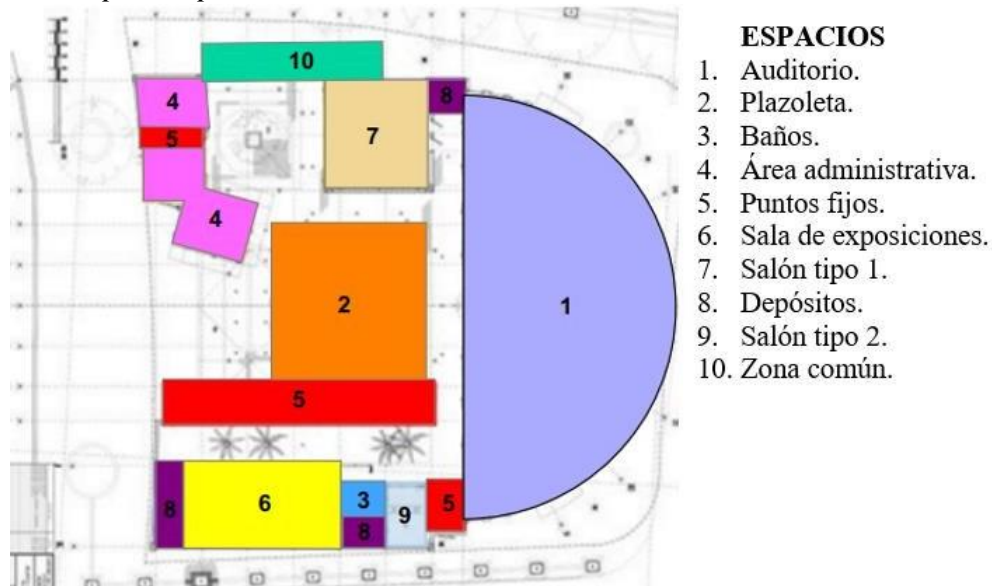 10
4
8
5
7
4
2
1
5
6
3
8
9
5
8
ESPACIOS
1. Auditorio.
2. Plazoleta.
3. Baños.
4. Área administrativa.
5. Puntos fijos.
6. Sala de exposiciones.
7. Salón tipo 1.
8. Depósitos.
9. Salón tipo 2.
10. Zona común.